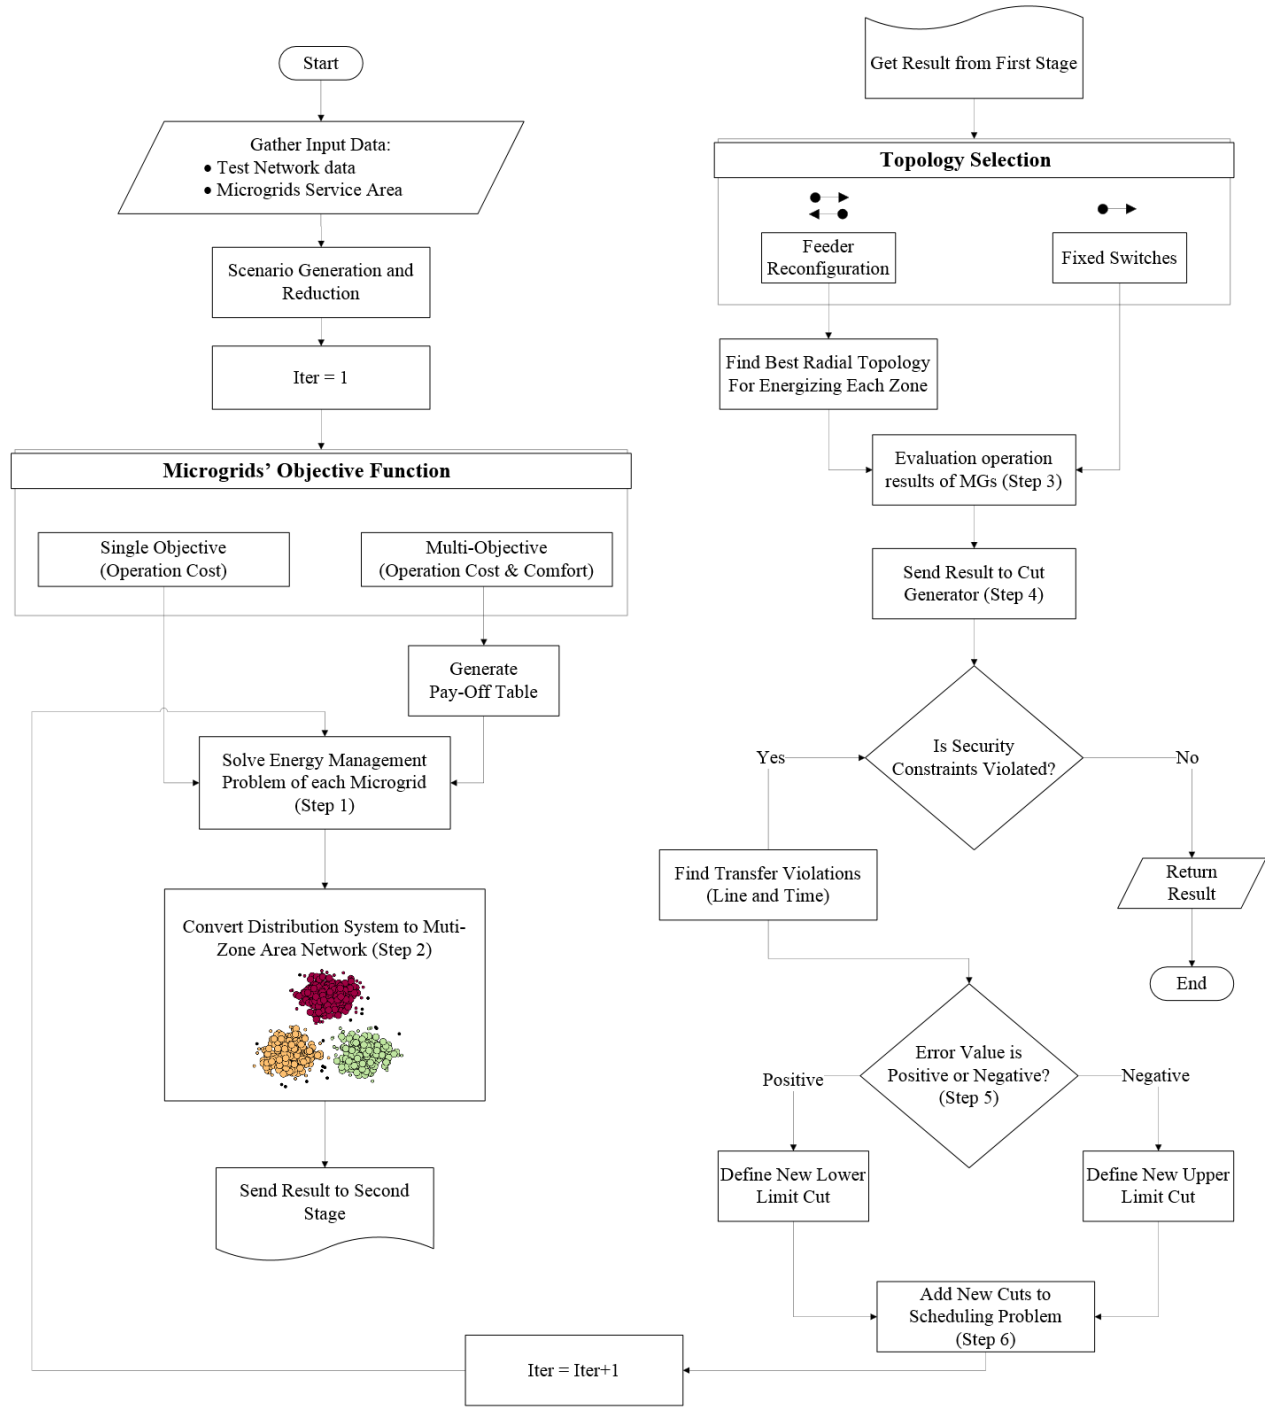 Start
Gather Input Data:
● Test Network data
● Microgrids Service Area
Scenario Generation and
Reduction
Iter = 1
Microgrids’ Objective Function
Single Objective
(Operation Cost)
Multi-Objective
(Operation Cost & Comfort)
Generate
Pay-Off Table
Solve Energy Management
Problem of each Microgrid
(Step 1)
Convert Distribution System to Muti-
Zone Area Network (Step 2)
Send Result to Second
Stage
Get Result from First Stage
Topology Selection
Feeder
Reconfiguration
Fixed Switches
Find Best Radial Topology
For Energizing Each Zone
Evaluation operation
results of MGs (Step 3)
Send Result to Cut
Generator (Step 4)
Is Security
Constraints Violated?
Yes
No
Find Transfer Violations
(Line and Time)
Return
Result
End
Error Value is
Positive or Negative?
(Step 5)
Positive
Negative
Define New Lower
Limit Cut
Define New Upper
Limit Cut
Add New Cuts to
Scheduling Problem
(Step 6)
Iter = Iter+1